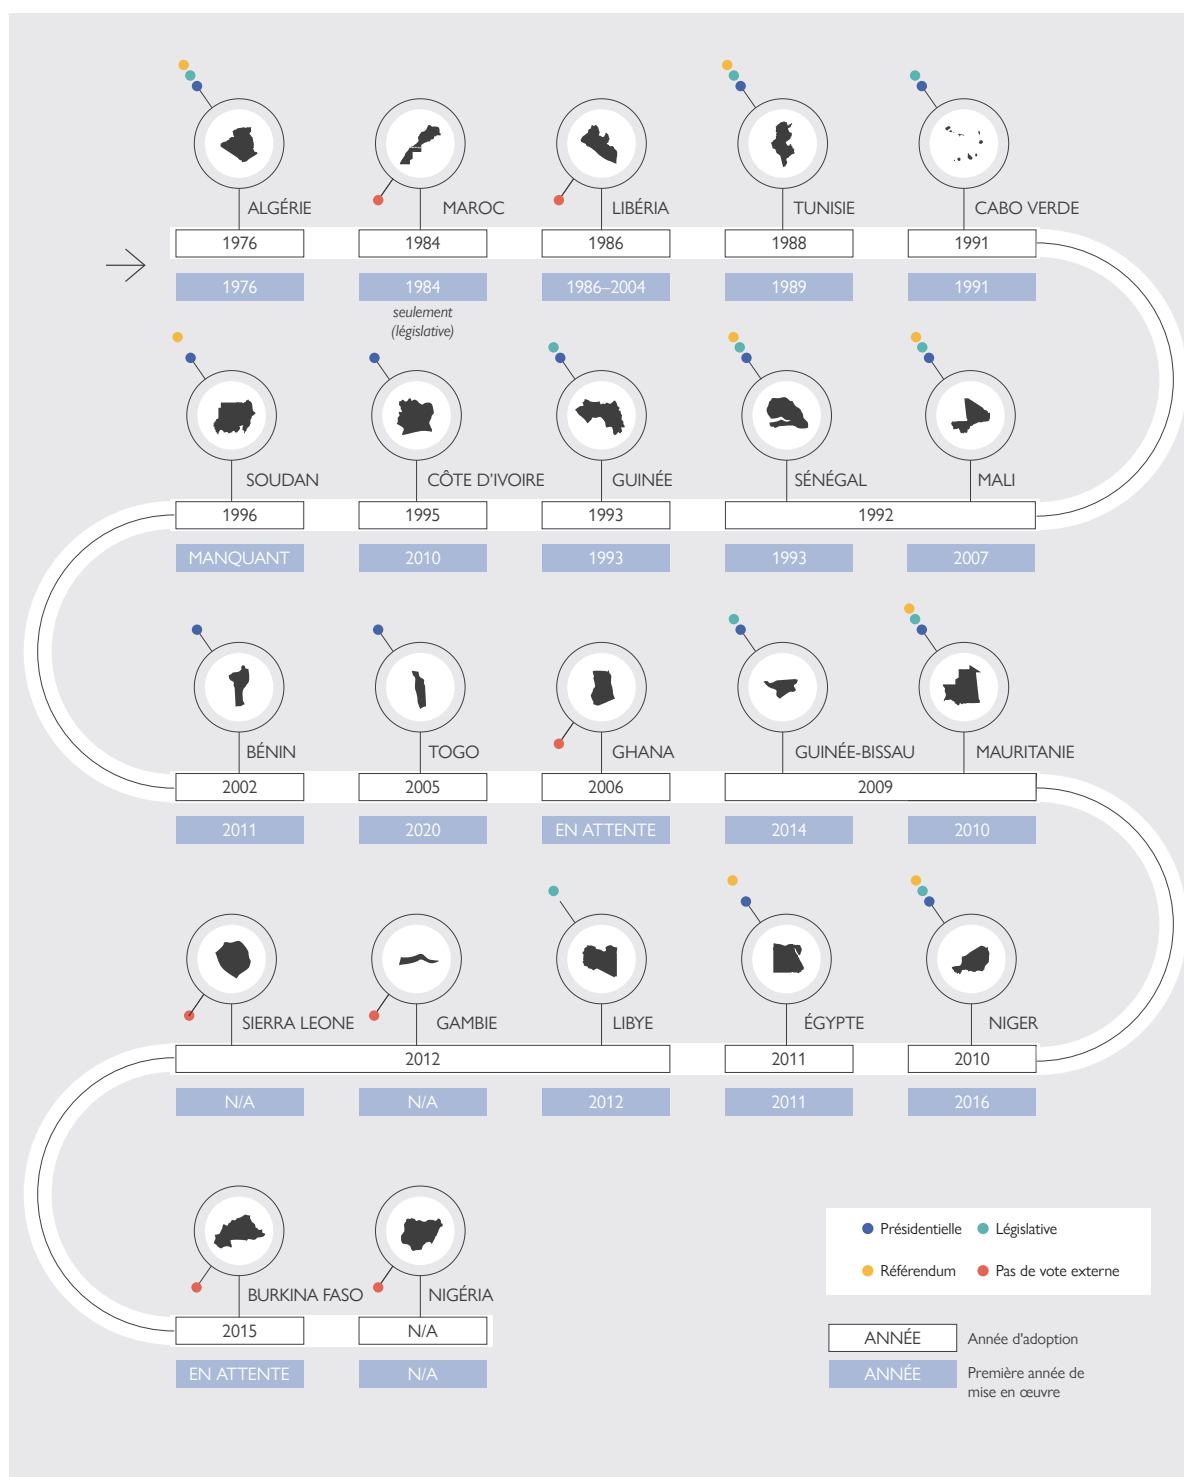 ALGÉRIE
MAROC
LIBÉRIA
TUNISIE
CABO VERDE
1976
1984
1986
1988
1991
1976
1984
1986–2004
1989
1991
seulement
(législative)
SOUDAN
CÔTE D'IVOIRE
GUINÉE
SÉNÉGAL
MALI
1996
1995
1993
1992
MANQUANT
2010
1993
1993
2007
BÉNIN
TOGO
GHANA
GUINÉE-BISSAU
MAURITANIE
2002
2005
2006
2009
2011
2020
EN ATTENTE
2014
2010
SIERRA LEONE
GAMBIE
LIBYE
ÉGYPTE
NIGER
2012
2011
2010
N/A
N/A
2012
2011
2016
BURKINA FASO
NIGÉRIA
2015
N/A
EN ATTENTE
N/A
Présidentielle
Législative
Référendum
Pas de vote externe
ANNÉE
Année d'adoption
ANNÉE
Première année de
mise en œuvre